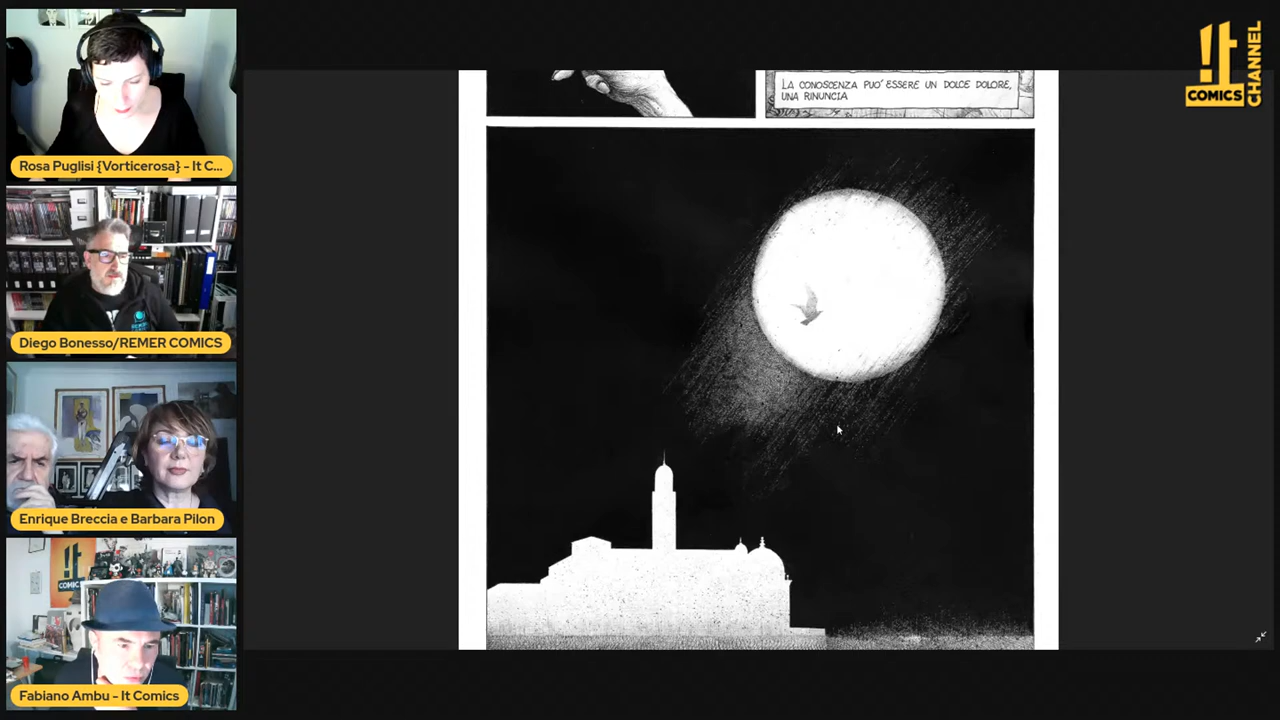 Rosa Puglisi {Vorticerosa} - It C...
Diego Bonesso/REMER COMICS
Enrique Breccia e Barbara Pilon
Fabiano Ambu - It Comics
LA CONOSCENZA PUO' ESSERE UN DOLCE DOLORE,
UNA RINUNCIA
!t
COMICS
CHANNEL